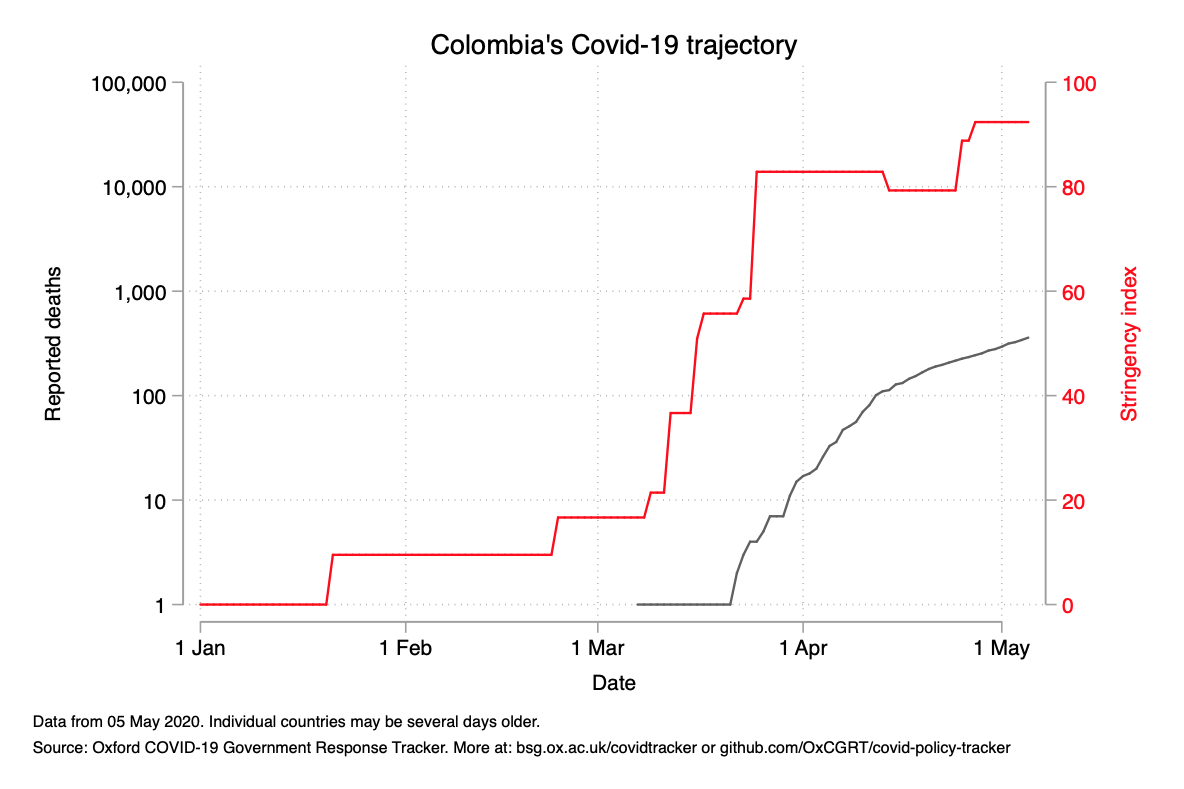 Colombia's Covid-19 trajectory
100,000
10,000
1,000
100
10
1
Reported deaths
100
80
60
40
20
0
Stringency index
1 Jan 1 Feb 1 Mar 1 Apr 1 May
Date
Data from 05 May 2020. Individual countries may be several days older.
Source: Oxford COVID-19 Government Response Tracker. More at: bsg.ox.ac.uk/covidtracker or github.com/OxCGRT/covid-policy-tracker